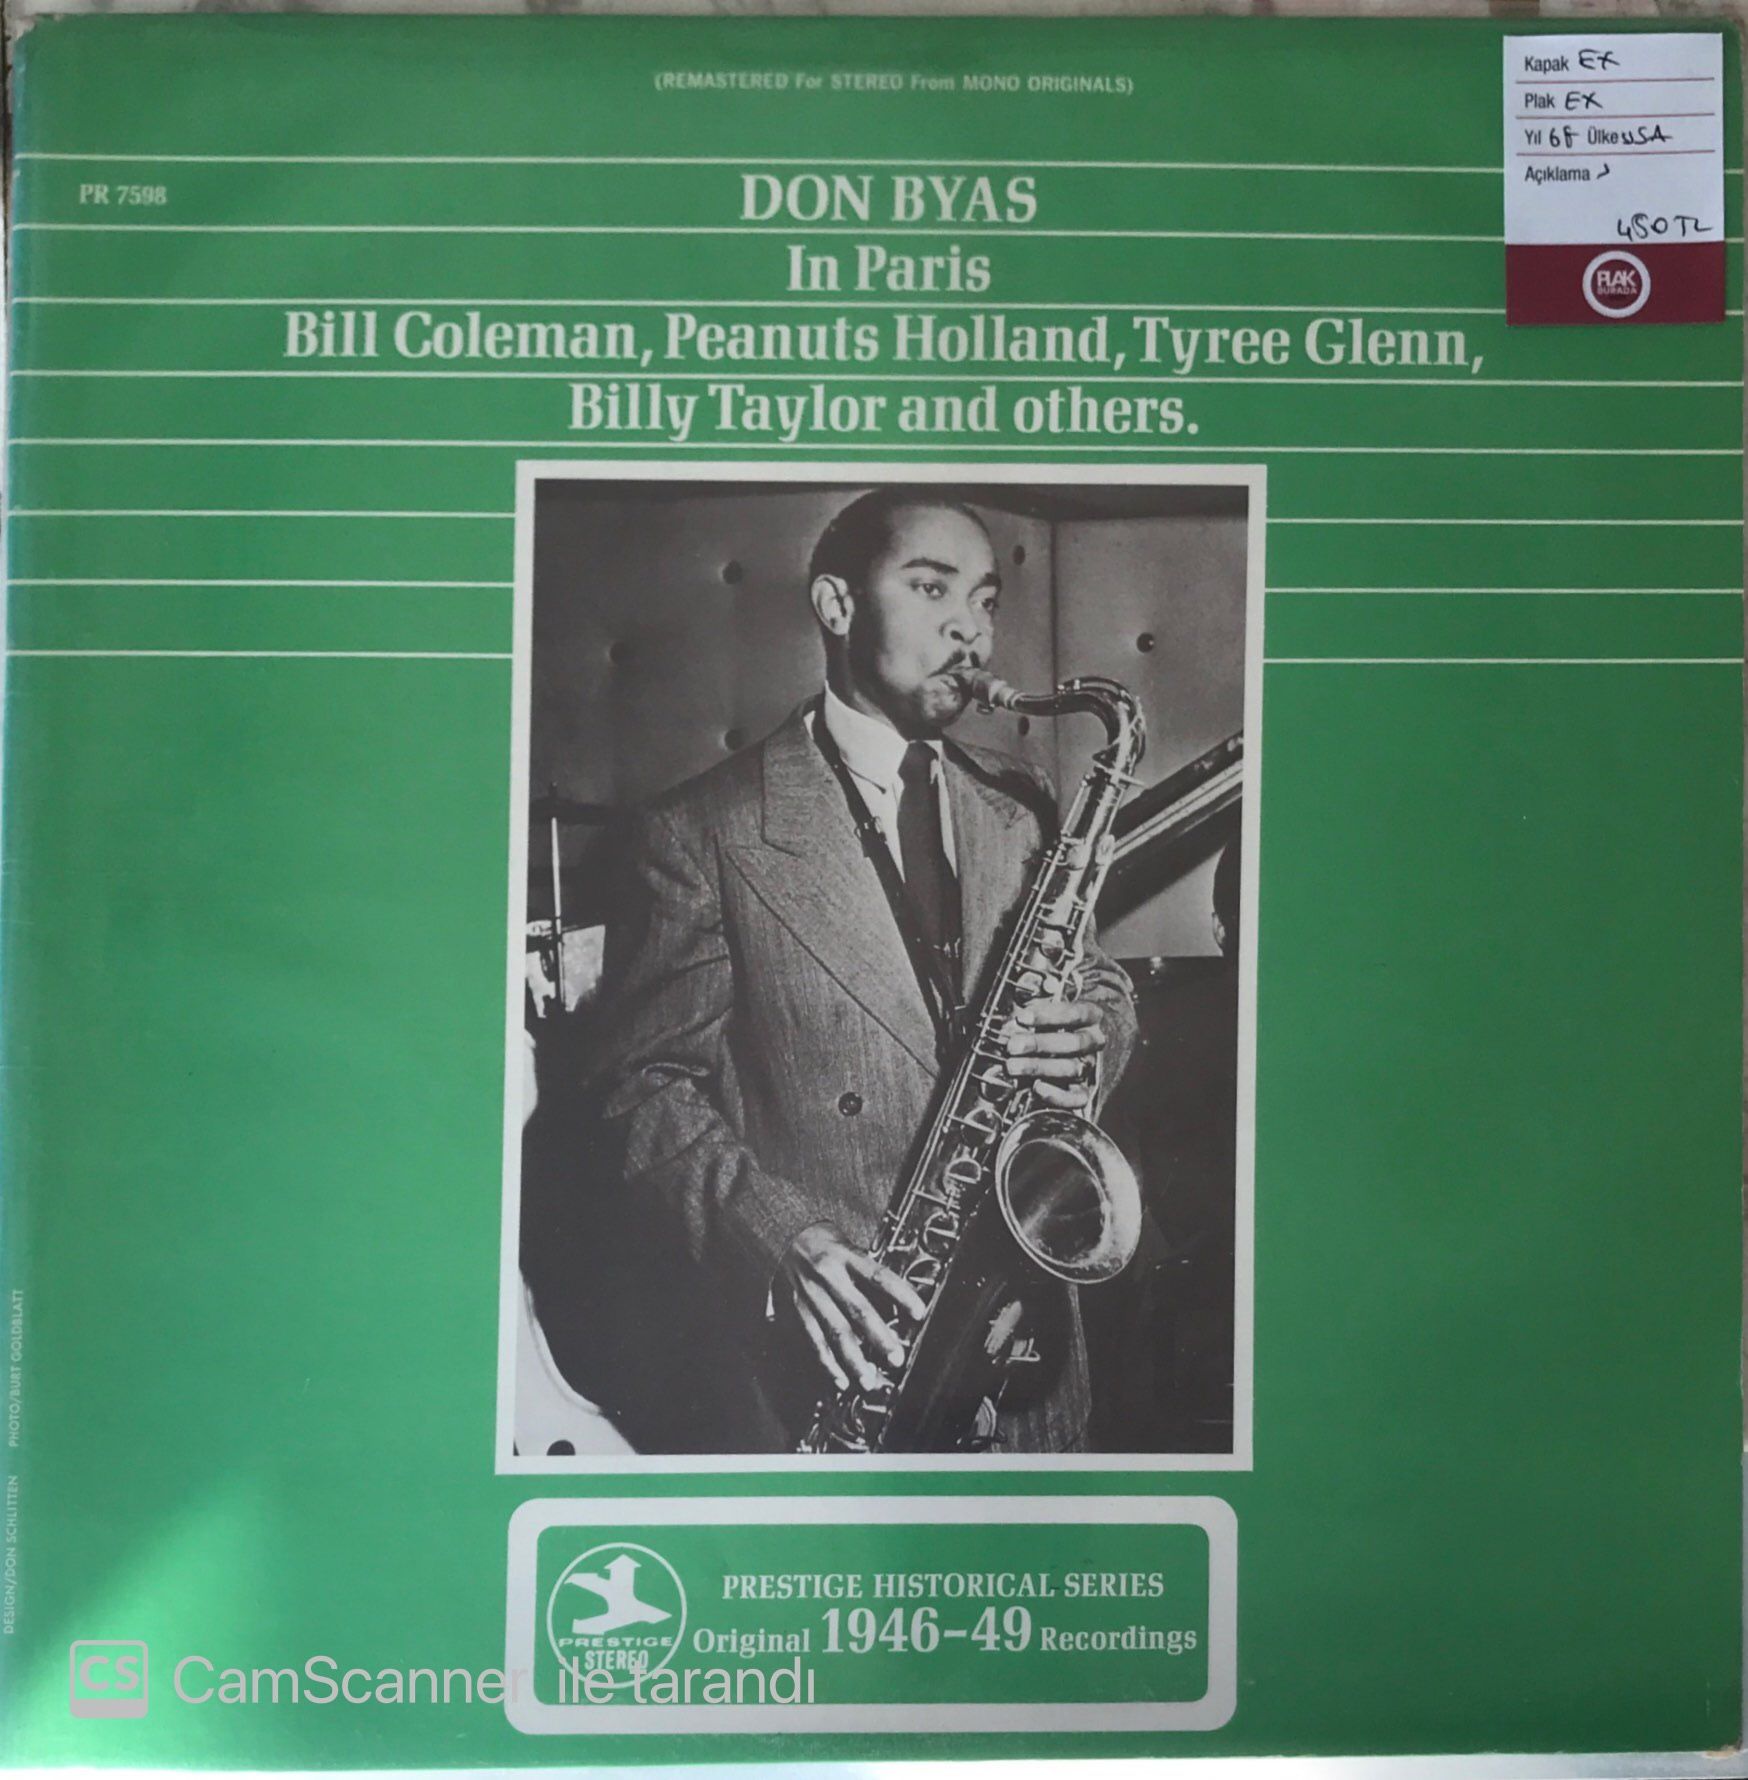 (REMASTERED For STEREO From MONO ORIGINALS)
Kapak EX
Plak EX
Yıl 68 Ülke USA
Açıklama
450 TL
PLAK
BURADA
PR 7598
DON BYAS
In Paris
Bill Coleman, Peanuts Holland, Tyree Glenn,
Billy Taylor and others.
DESIGN/DON SCHLITTEN PHOTO/BURT GOLDBLATT
PRESTIGE HISTORICAL SERIES
Original 1946-49 Recordings
PRESTIGE
STEREO
CS CamScanner ile tarandı